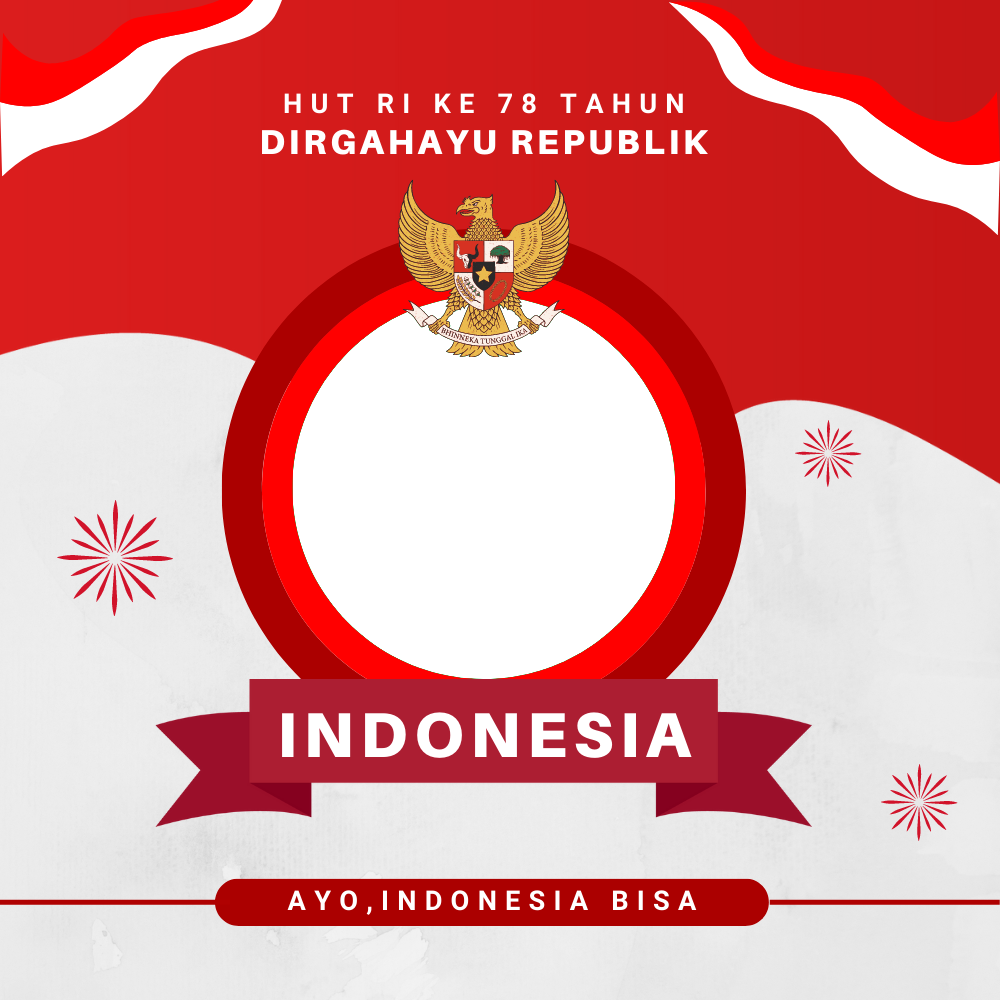 HUT RI KE 78 TAHUN
DIRGAHAYU REPUBLIK
BHINNEKA TUNGGAL IKA
INDONESIA
AYO,INDONESIA BISA